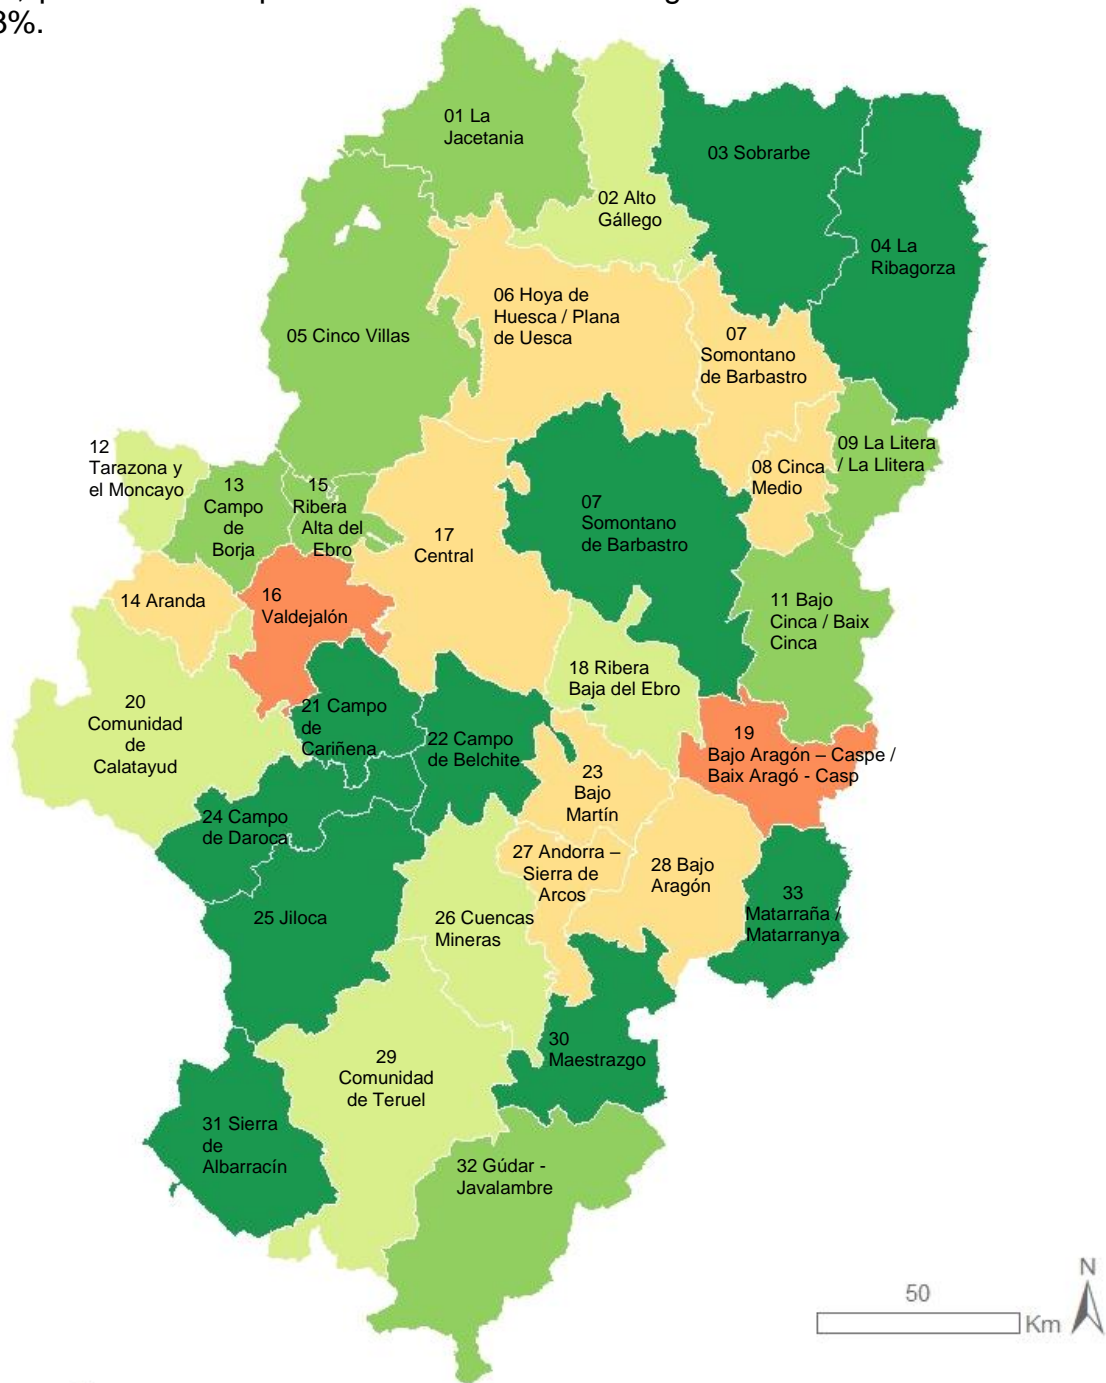 3%.
01 La
Jacetania
02 Alto
Gállego
03 Sobrarbe
04 La
Ribagorza
05 Cinco Villas
06 Hoya de
Huesca / Plana
de Uesca
07
Somontano
de Barbastro
08 Cinca
Medio
09 La Litera
/ La Llitera
12
Tarazona y
el Moncayo
13
Campo
de
Borja
15
Ribera
Alta del
Ebro
17
Central
07
Somontano
de Barbastro
14 Aranda
16
Valdejalón
11 Bajo
Cinca / Baix
Cinca
18 Ribera
Baja del Ebro
20
Comunidad
de
Calatayud
21 Campo
de
Cariñena
22 Campo
de Belchite
19
Bajo Aragón – Caspe /
Baix Aragó - Casp
23
Bajo
Martín
24 Campo
de Daroca
27 Andorra –
Sierra de
Arcos
28 Bajo
Aragón
33
Matarraña /
Matarranya
25 Jiloca
26 Cuencas
Mineras
30
Maestrazgo
29
Comunidad
de Teruel
31 Sierra
de
Albarracín
32 Gúdar -
Javalambre
50
Km
N